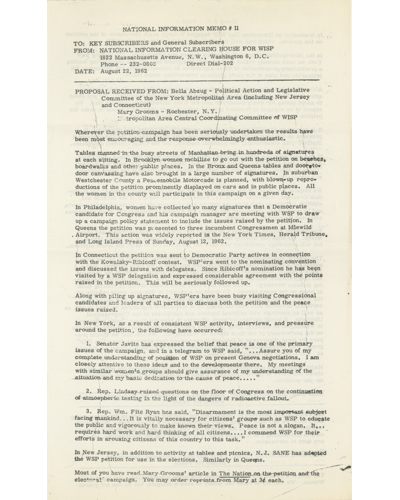 NATIONAL INFORMATION MEMO # 11
TO: KEY SUBSCRIBERS and General Subscribers
FROM: NATIONAL INFORMATION CLEARING HOUSE FOR WISP
1822 Massachusetts Avenue, N. W., Washington 6, D.C.
Phone -- 232-0803 Direct Dial-202
DATE: August 22, 1962
PROPOSAL RECEIVED FROM: Bella Abzug - Political Action and Legislative
Committee of the New York Metropolitan Area (including New Jersey
and Connecticut)
Mary Grooms - Rochester, N.Y.
Metropolitan Area Central Coordinating Committee of WISP
Wherever the petition campaign has been seriously undertaken the results have
been most encouraging and the response overwhelmingly enthusiastic.
Tables manned in the busy streets of Manhattan bring in hundreds of signatures
at each sitting. In Brooklyn women mobilize to go out with the petition on beaches,
boardwalks and other public places. In the Bronx and Queens tables and door-to-
door canvassing have also brought in a large number of signatures. In suburban
Westchester County a Peacemobile Motorcade is planned, with blown-up repro-
ductions of the petition prominently displayed on cars and in public places. All
the women in the county will participate in this campaign on a given day.
In Philadelphia, women have collected so many signatures that a Democratic
candidate for Congress and his campaign manager are meeting with WSP to draw
up a campaign policy statement to include the issues raised by the petition. In
Queens the petition was presented to three incumbent Congressmen at Idlewild
Airport. This action was widely reported in the New York Times, Herald Tribune,
and Long Island Press of Sunday, August 12, 1962.
In Connecticut the petition was sent to Democratic Party actives in connection
with the Kowalsky-Ribicoff contest. WSP'ers went to the nominating convention
and discussed the issues with delegates. Since Ribicoff's nomination he has been
visited by a WSP delegation and expressed considerable agreement with the points
raised in the petition. This will be seriously followed up.
Along with piling up signatures, WSP'ers have been busy visiting Congressional
candidates and leaders of all parties to discuss both the petition and the peace
issues raised.
In New York, as a result of consistent WSP activity, interviews, and pressure
around the petition, the following have occurred:
1. Senator Javits has expressed the belief that peace is one of the primary
issues of the campaign, and in a telegram to WSP said, "...Assure you of my
complete understanding of position of WSP on present Geneva negotiations. I am
closely attentive to these ideas and to the developments there. My meetings
with similar women's groups should give assurance of my understanding of the
situation and my basic dedication to the cause of peace....."
2. Rep. Lindsay raised questions on the floor of Congress on the continuation
of atmospheric testing in the light of the dangers of radioactive fallout.
3. Rep. Wm. Fitz Ryan has said, "Disarmament is the most important subject
facing mankind...It is vitally necessary for citizens' groups such as WSP to educate
the public and vigorously to make known their views. Peace is not a slogan. It...
requires hard work and hard thinking of all citizens....I commend WSP for their
efforts in arousing citizens of this country to this task."
In New Jersey, in addition to activity at tables and picnics, N.J. SANE has adopted
the WSP petition for use in the elections. Similarly in Queens.
Most of you have read Mary Grooms' article in The Nation on the petition and the
electoral campaign. You may order reprints from Mary at 3¢ each.